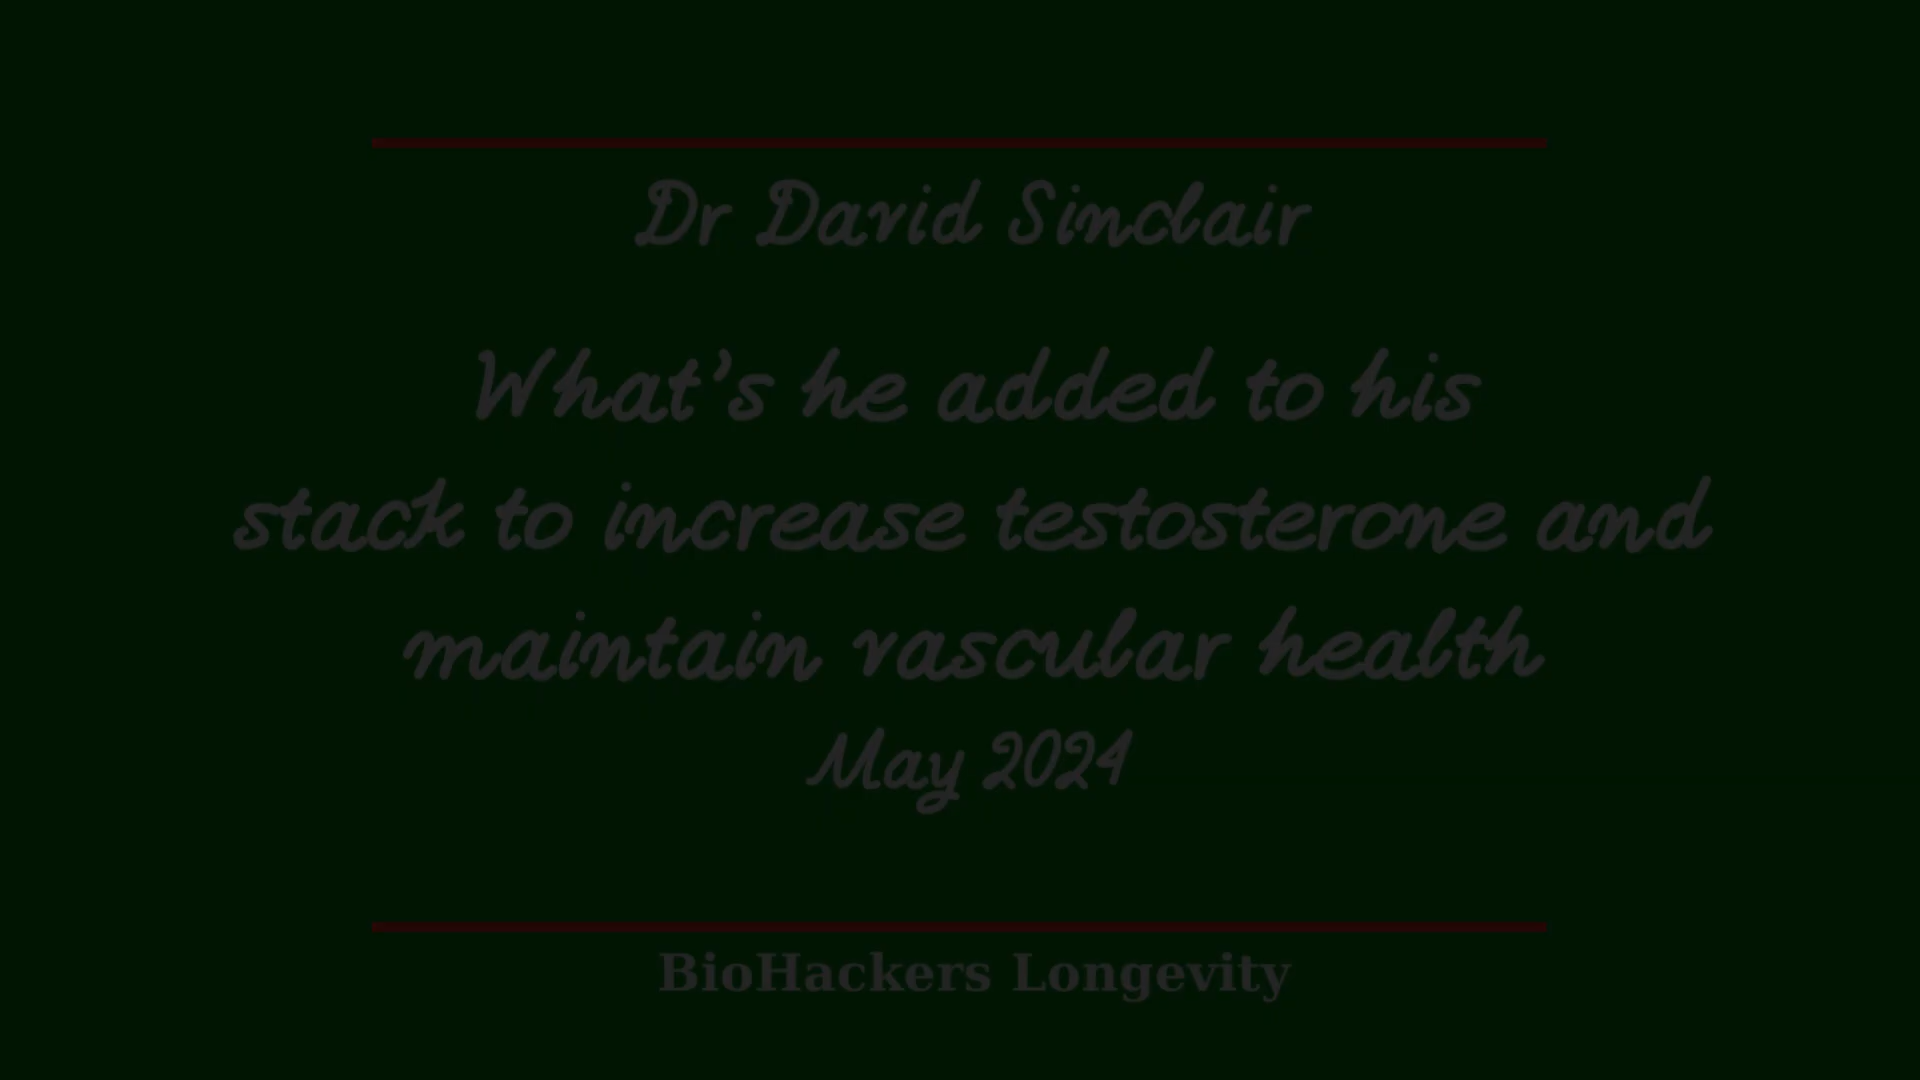 Dr David Sinclair
What's he added to his
stack to increase testosterone and
maintain vascular health
May 2024
BioHackers Longevity